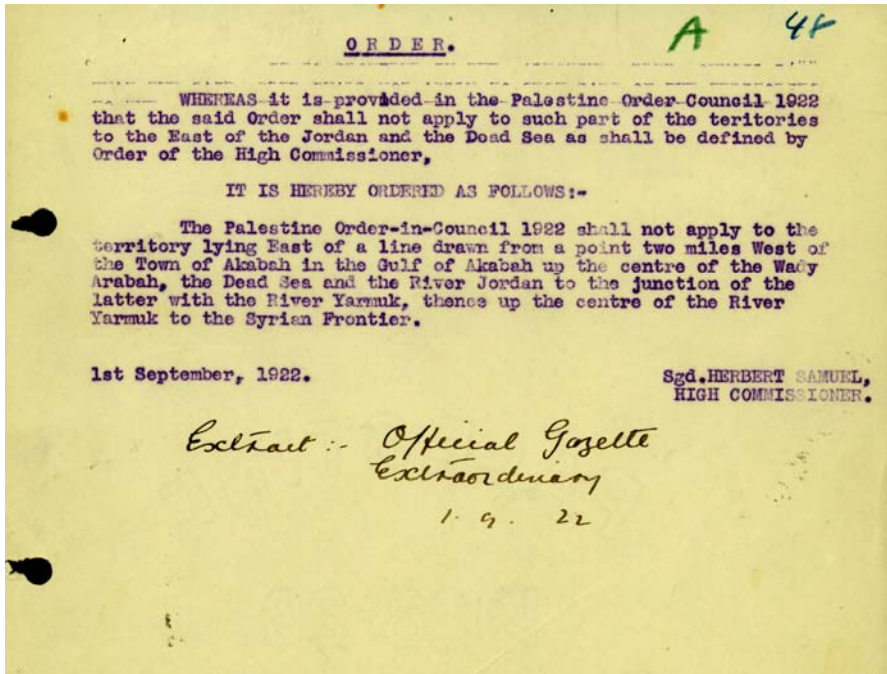 ORDER. A 48
WHEREAS it is provided in the Palestine Order Council 1922
that the said Order shall not apply to such part of the teritories
to the East of the Jordan and the Dead Sea as shall be defined by
Order of the High Commissioner,
IT IS HEREBY ORDERED AS FOLLOWS:-
The Palestine Order-in-Council 1922 shall not apply to the
territory lying East of a line drawn from a point two miles West of
the Town of Akabah in the Gulf of Akabah up the centre of the Wady
Arabah, the Dead Sea and the River Jordan to the junction of the
latter with the River Yarmuk, thence up the centre of the River
Yarmuk to the Syrian Frontier.
1st September, 1922. Sgd.HERBERT SAMUEL,
HIGH COMMISSIONER.
Extract :- Official Gazette
Extraordinary
1. 9. 22